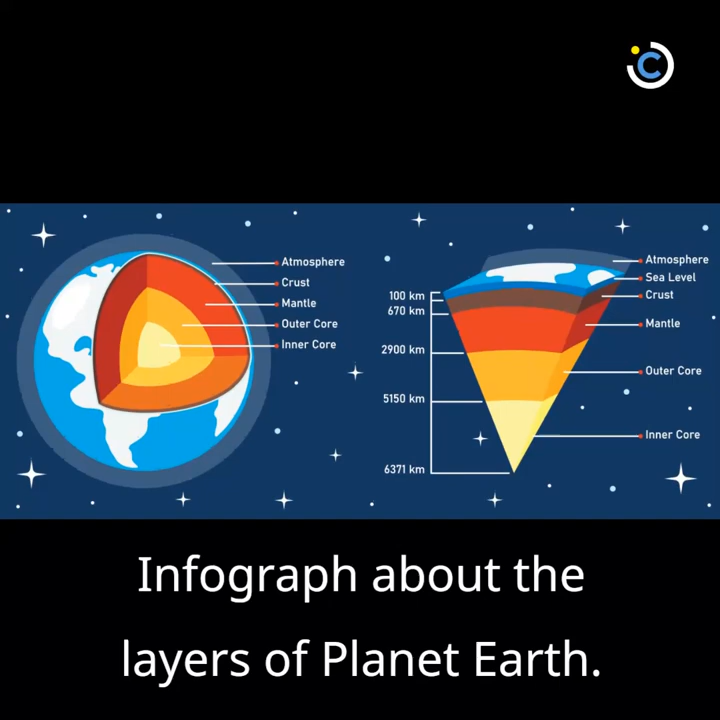 Atmosphere
Crust
Mantle
Outer Core
Inner Core
100 km
670 km
2900 km
5150 km
6371 km
Atmosphere
Sea Level
Crust
Mantle
Outer Core
Inner Core
Infograph about the
layers of Planet Earth.